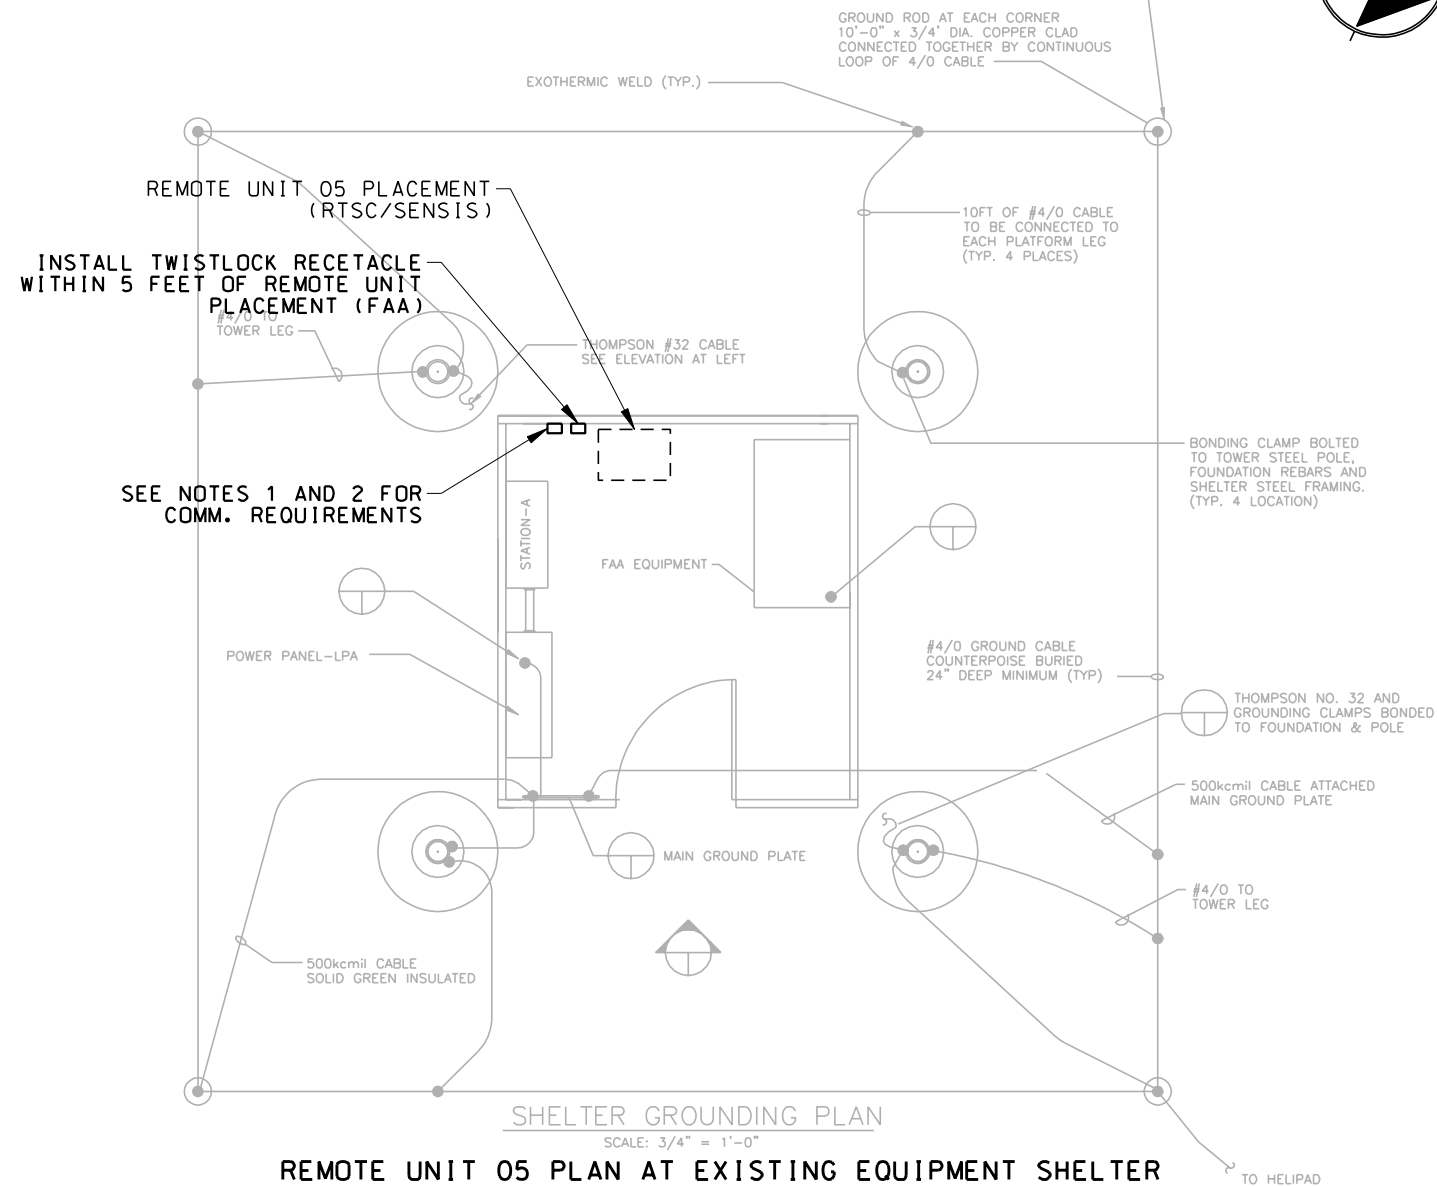 GROUND ROD AT EACH CORNER
10'-0" x 3/4' DIA. COPPER CLAD
CONNECTED TOGETHER BY CONTINUOUS
LOOP OF 4/0 CABLE
EXOTHERMIC WELD (TYP.)
REMOTE UNIT 05 PLACEMENT
(RTSC/SENSIS)
10FT OF #4/0 CABLE
TO BE CONNECTED TO
EACH PLATFORM LEG
(TYP. 4 PLACES)
INSTALL TWISTLOCK RECETACLE
WITHIN 5 FEET OF REMOTE UNIT
PLACEMENT (FAA)
#4/0 TO
TOWER LEG
THOMPSON #32 CABLE
SEE ELEVATION AT LEFT
BONDING CLAMP BOLTED
TO TOWER STEEL POLE,
FOUNDATION REBARS AND
SHELTER STEEL FRAMING.
(TYP. 4 LOCATION)
SEE NOTES 1 AND 2 FOR
COMM. REQUIREMENTS
STATION-A
FAA EQUIPMENT
POWER PANEL-LPA
#4/0 GROUND CABLE
COUNTERPOISE BURIED
24" DEEP MINIMUM (TYP)
THOMPSON NO. 32 AND
GROUNDING CLAMPS BONDED
TO FOUNDATION & POLE
500kcmil CABLE ATTACHED
MAIN GROUND PLATE
MAIN GROUND PLATE
#4/0 TO
TOWER LEG
500kcmil CABLE
SOLID GREEN INSULATED
SHELTER GROUNDING PLAN
SCALE: 3/4" = 1'-0"
REMOTE UNIT 05 PLAN AT EXISTING EQUIPMENT SHELTER
TO HELIPAD